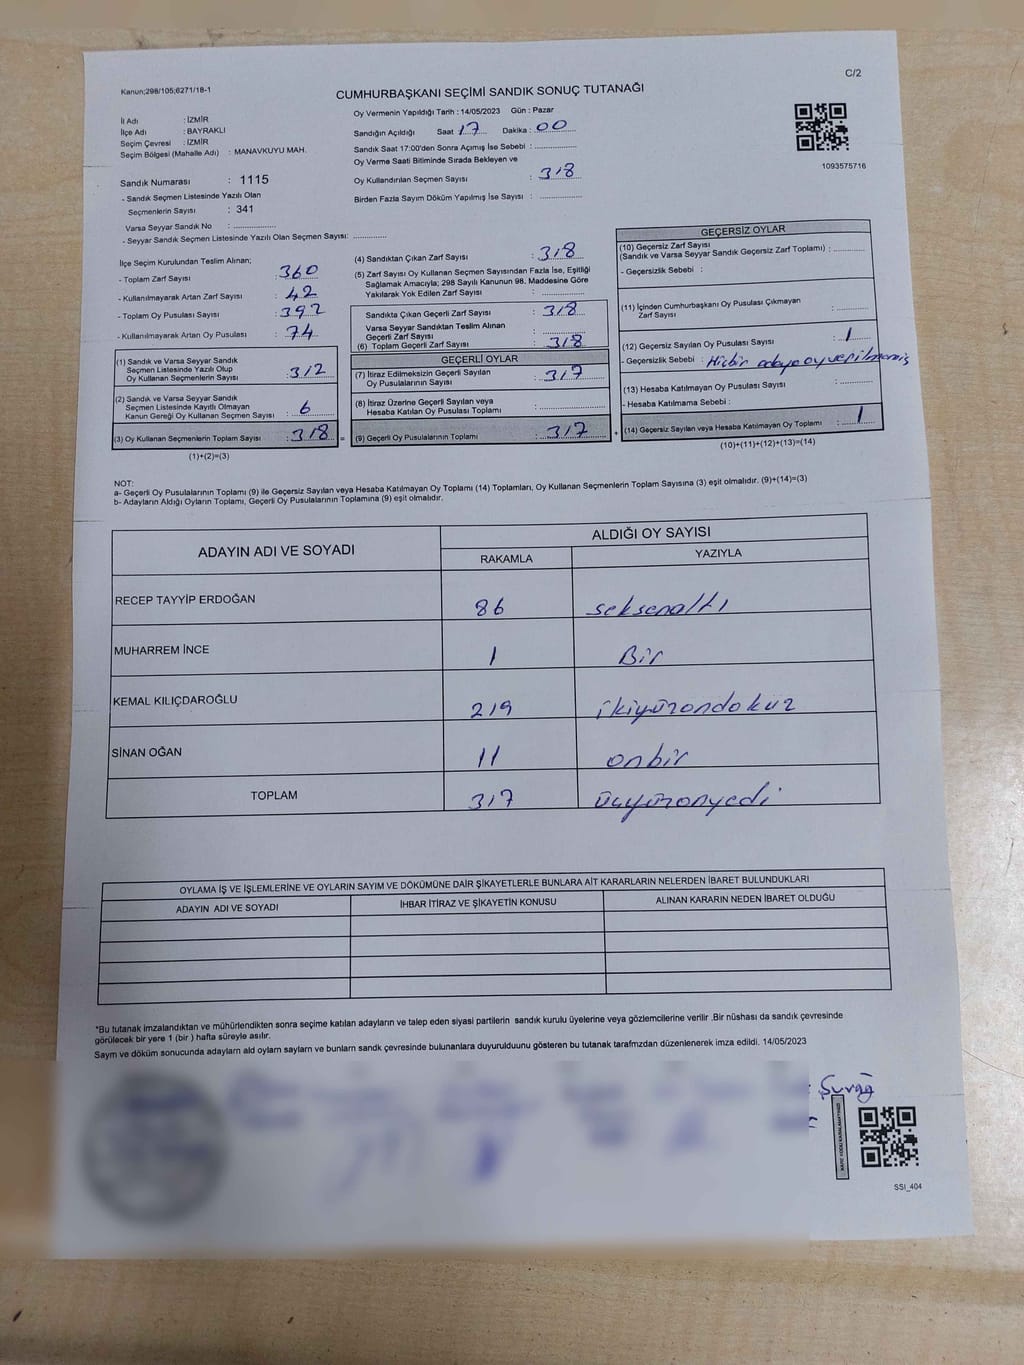 C/2
Kanun;298/105;6271/18-1
CUMHURBAŞKANI SEÇİMİ SANDIK SONUÇ TUTANAĞI
İl Adı : İZMİR
İlçe Adı : BAYRAKLI
Seçim Çevresi : İZMİR
Seçim Bölgesi (Mahalle Adı) : MANAVKUYU MAH.
Oy Vermenin Yapıldığı Tarih : 14/05/2023 Gün : Pazar
Sandığın Açıldığı Saat 17 Dakika : 00
Sandık Saat 17:00'den Sonra Açımış İse Sebebi : ..............
Oy Verme Saati Bitiminde Sırada Bekleyen ve
Oy Kullandırılan Seçmen Sayısı : 318
Birden Fazla Sayım Döküm Yapılmış İse Sayısı : ..............
1093575716
Sandık Numarası : 1115
- Sandık Seçmen Listesinde Yazılı Olan
Seçmenlerin Sayısı : 341
Varsa Seyyar Sandık No : ..............
- Seyyar Sandık Seçmen Listesinde Yazılı Olan Seçmen Sayısı: ..............
İlçe Seçim Kurulundan Teslim Alınan;
- Toplam Zarf Sayısı : 360
- Kullanılmayarak Artan Zarf Sayısı : 42
- Toplam Oy Pusulası Sayısı : 392
- Kullanılmayarak Artan Oy Pusulası : 74
(1) Sandık ve Varsa Seyyar Sandık
Seçmen Listesinde Yazılı Olup
Oy Kullanan Seçmenlerin Sayısı : 312
(2) Sandık ve Varsa Seyyar Sandık
Seçmen Listesinde Kayıtlı Olmayan
Kanun Gereği Oy Kullanan Seçmen Sayısı : 6
(3) Oy Kullanan Seçmenlerin Toplam Sayısı : 318 =
(1)+(2)=(3)
(4) Sandıktan Çıkan Zarf Sayısı : 318
(5) Zarf Sayısı Oy Kullanan Seçmen Sayısından Fazla İse, Eşitliği
Sağlamak Amacıyla; 298 Sayılı Kanunun 98. Maddesine Göre
Yakılarak Yok Edilen Zarf Sayısı : ..............
Sandıkta Çıkan Geçerli Zarf Sayısı : 318
Varsa Seyyar Sandıktan Teslim Alınan
Geçerli Zarf Sayısı : ..............
(6) Toplam Geçerli Zarf Sayısı : 318
GEÇERLİ OYLAR
(7) İtiraz Edilmeksizin Geçerli Sayılan
Oy Pusulalarının Sayısı : 317
(8) İtiraz Üzerine Geçerli Sayılan veya
Hesaba Katılan Oy Pusulası Toplamı : ..............
(9) Geçerli Oy Pusulalarının Toplamı : 317 +
GEÇERSİZ OYLAR
(10) Geçersiz Zarf Sayısı
(Sandık ve Varsa Seyyar Sandık Geçersiz Zarf Toplamı) : ..............
- Geçersizlik Sebebi :
(11) İçinden Cumhurbaşkanı Oy Pusulası Çıkmayan
Zarf Sayısı : ..............
(12) Geçersiz Sayılan Oy Pusulası Sayısı : 1
- Geçersizlik Sebebi : Hiçbir adaya oy verilmemiş
(13) Hesaba Katılmayan Oy Pusulası Sayısı : ..............
- Hesaba Katılmama Sebebi :
(14) Geçersiz Sayılan veya Hesaba Katılmayan Oy Toplamı : 1
(10)+(11)+(12)+(13)=(14)
NOT:
a- Geçerli Oy Pusulalarının Toplamı (9) ile Geçersiz Sayılan veya Hesaba Katılmayan Oy Toplamı (14) Toplamları, Oy Kullanan Seçmenlerin Toplam Sayısına (3) eşit olmalıdır. (9)+(14)=(3)
b- Adayların Aldığı Oyların Toplamı, Geçerli Oy Pusulalarının Toplamına (9) eşit olmalıdır.
ADAYIN ADI VE SOYADI
ALDIĞI OY SAYISI
RAKAMLA YAZIYLA
RECEP TAYYİP ERDOĞAN 86 seksenaltı
MUHARREM İNCE 1 Bir
KEMAL KILIÇDAROĞLU 219 ikiyüzondokuz
SİNAN OĞAN 11 onbir
TOPLAM 317 üçyüzonyedi
OYLAMA İŞ VE İŞLEMLERİNE VE OYLARIN SAYIM VE DÖKÜMÜNE DAİR ŞİKAYETLERLE BUNLARA AİT KARARLARIN NELERDEN İBARET BULUNDUKLARI
ADAYIN ADI VE SOYADI İHBAR İTİRAZ VE ŞİKAYETİN KONUSU ALINAN KARARIN NEDEN İBARET OLDUĞU
*Bu tutanak imzalandıktan ve mühürlendikten sonra seçime katılan adayların ve talep eden siyasi partilerin sandık kurulu üyelerine veya gözlemcilerine verilir .Bir nüshası da sandık çevresinde
görülecek bir yere 1 (bir ) hafta süreyle asılır.
Saym ve döküm sonucunda adaylarn ald oylarn saylarn ve bunlarn sandk çevresinde bulunanlara duyurulduunu gösteren bu tutanak tarafmzdan düzenlenerek imza edildi. 14/05/2023
SSI_404